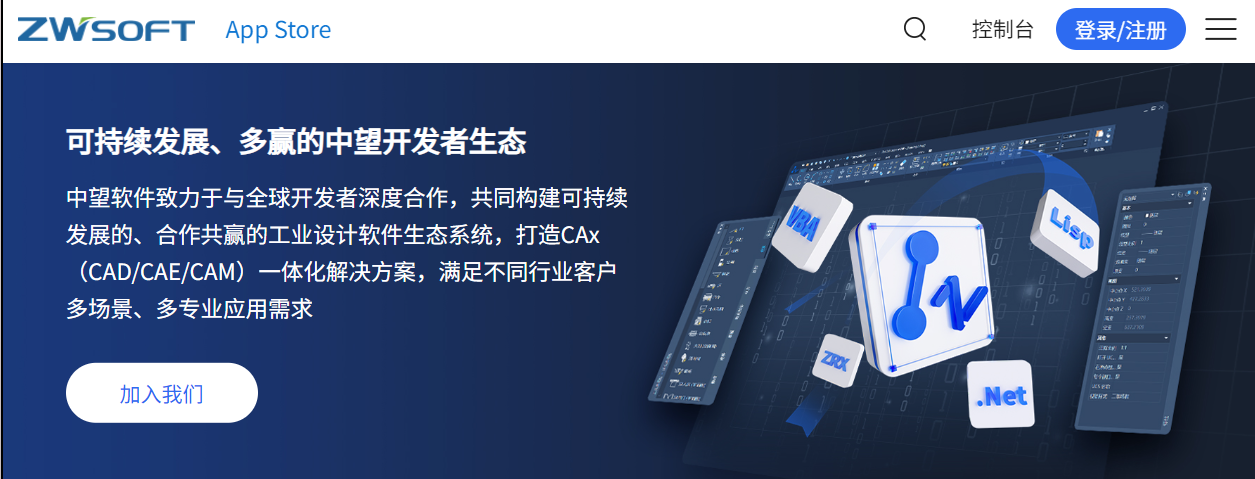 ZWSOFT App Store 控制台 登录/注册
可持续发展、多赢的中望开发者生态
中望软件致力于与全球开发者深度合作，共同构建可持续
发展的、合作共赢的工业设计软件生态系统，打造CAx
（CAD/CAE/CAM）一体化解决方案，满足不同行业客户
多场景、多专业应用需求
加入我们
VBA
Lisp
ZRX
.Net